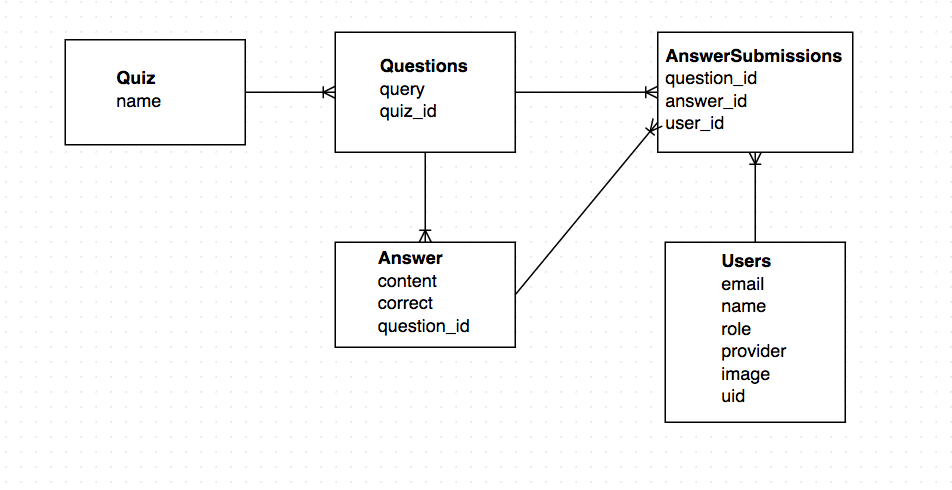 Quiz
name
Questions
query
quiz_id
AnswerSubmissions
question_id
answer_id
user_id
Answer
content
correct
question_id
Users
email
name
role
provider
image
uid